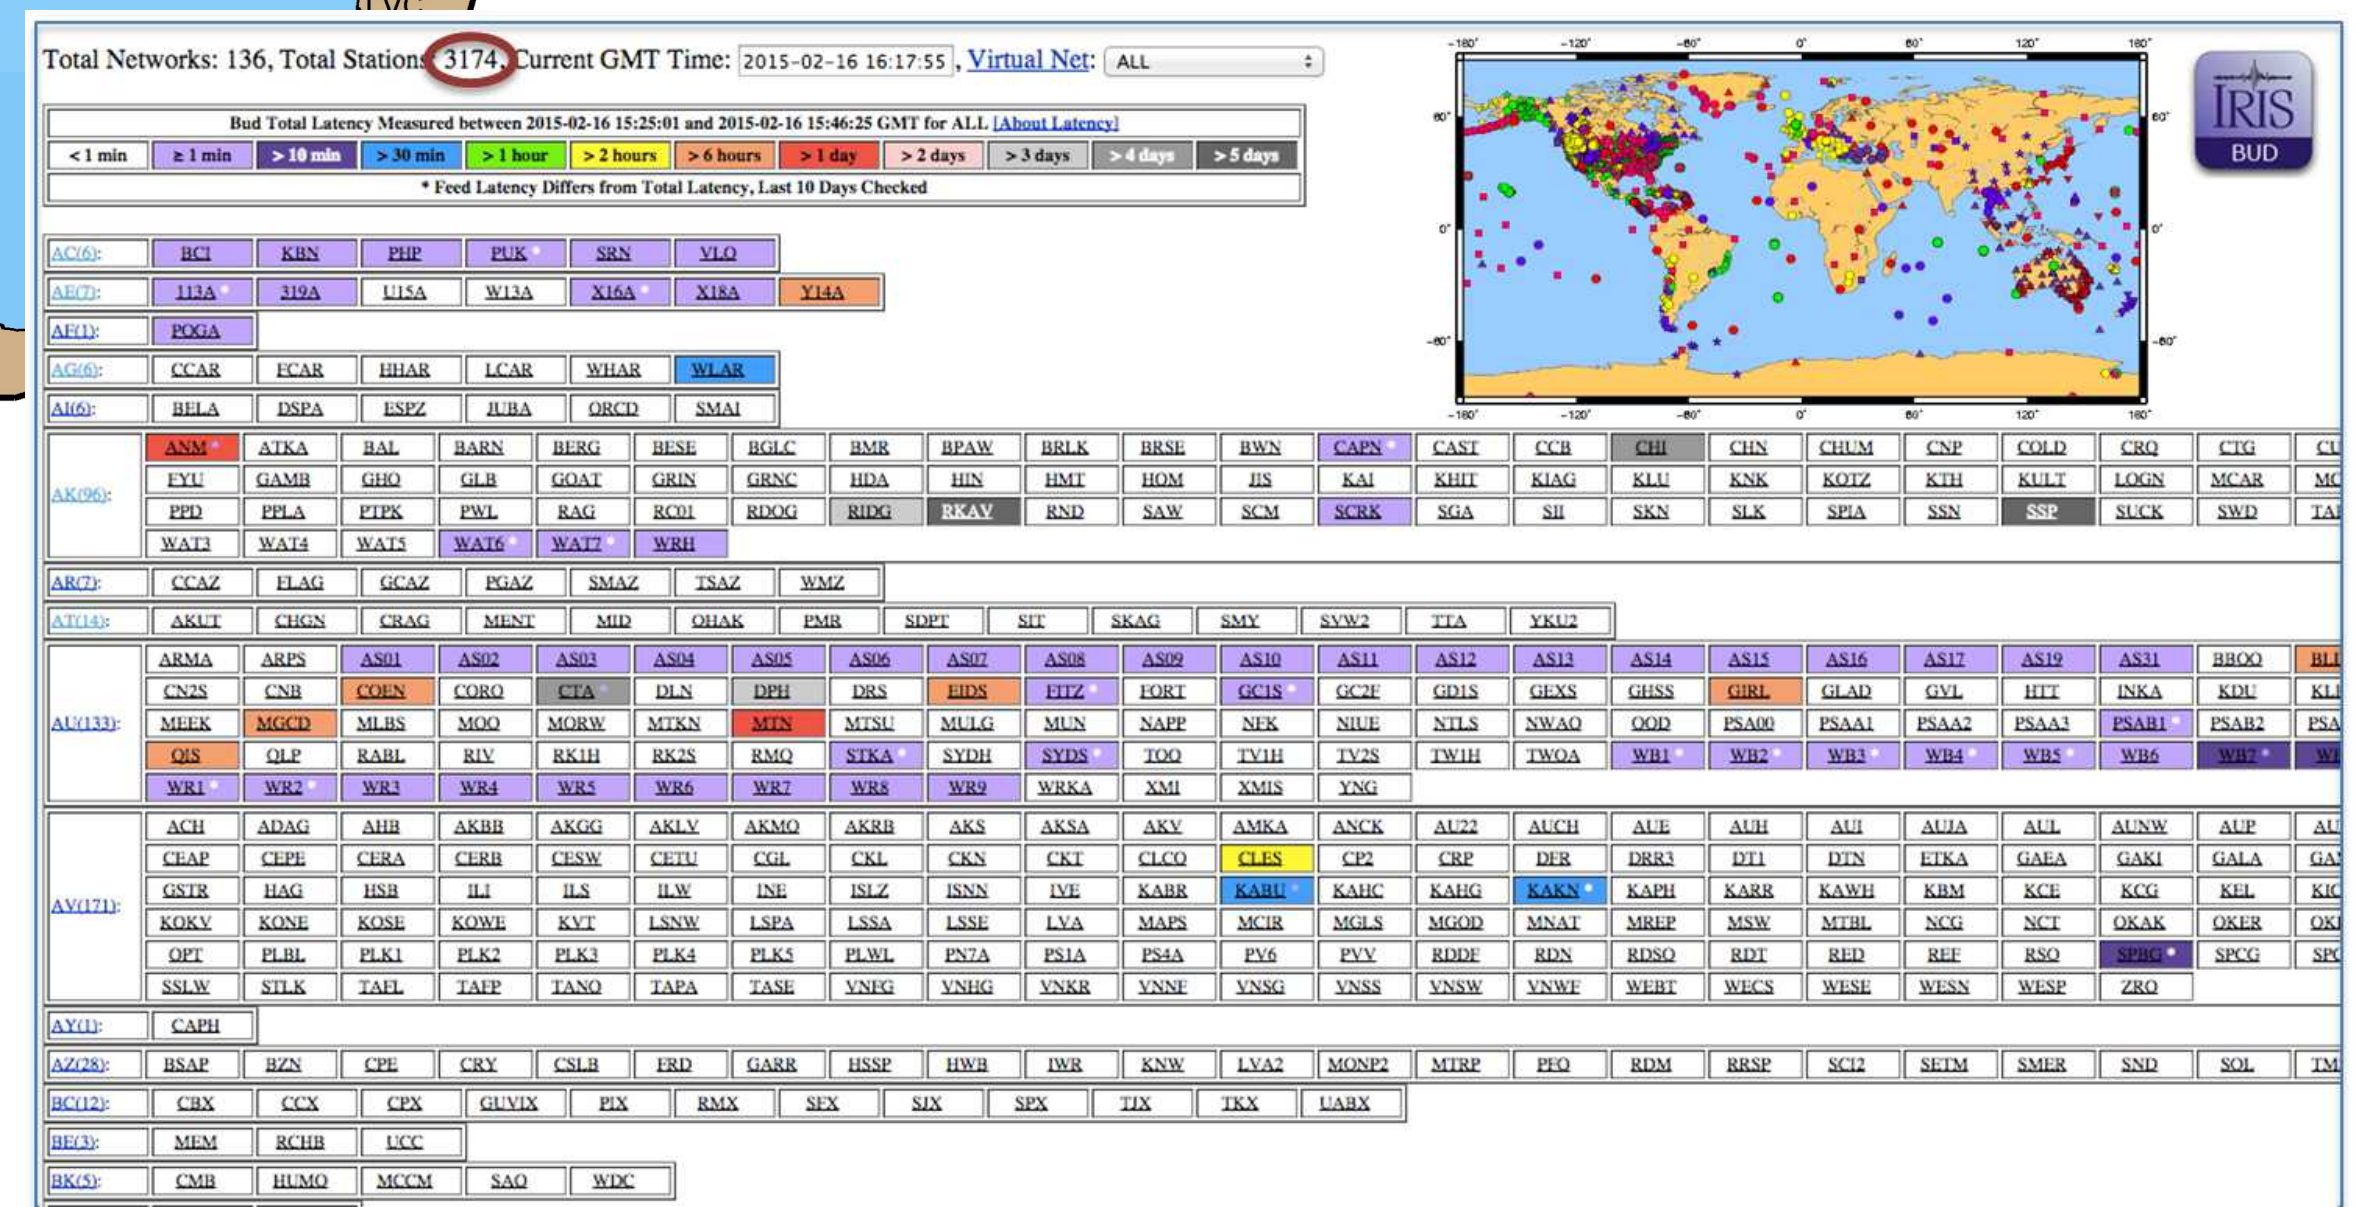 Total Networks: 136, Total Stations: 3174, Current GMT Time: 2015-02-16 16:17:55 , Virtual Net: ALL
Bud Total Latency Measured between 2015-02-16 15:25:01 and 2015-02-16 15:46:25 GMT for ALL [About Latency]
< 1 min ≥ 1 min > 10 min > 30 min > 1 hour > 2 hours > 6 hours > 1 day > 2 days > 3 days > 4 days > 5 days
* Feed Latency Differs from Total Latency, Last 10 Days Checked
-180° -120° -60° 0° 60° 120° 180°
60° 60°
0° 0°
-60° -60°
-180° -120° -60° 0° 60° 120° 180°
IRIS
BUD
AC(6): BCI KBN PHP PUK * SRN VLO
AE(7): 113A * 319A U15A W13A X16A * X18A Y14A
AF(1): POGA
AG(6): CCAR FCAR HHAR LCAR WHAR WLAR
AI(6): BELA DSPA ESPZ JUBA ORCD SMAI
AK(96):
ANM * ATKA BAL BARN BERG BESE BGLC BMR BPAW BRLK BRSE BWN CAPN * CAST CCB CHI CHN CHUM CNP COLD CRQ CTG
FYU GAMB GHO GLB GOAT GRIN GRNC HDA HIN HMT HOM JIS KAI KHIT KIAG KLU KNK KOTZ KTH KULT LOGN MCAR
PPD PPLA PTPK PWL RAG RC01 RDOG RIDG RKAV RND SAW SCM SCRK SGA SII SKN SLK SPIA SSN SSP SUCK SWD
WAT3 WAT4 WAT5 WAT6 * WAT7 * WRH
AR(7): CCAZ FLAG GCAZ PGAZ SMAZ TSAZ WMZ
AT(14): AKUT CHGN CRAG MENT MID OHAK PMR SDPT SIT SKAG SMY SVW2 TTA YKU2
AU(133):
ARMA ARPS AS01 AS02 AS03 AS04 AS05 AS06 AS07 AS08 AS09 AS10 AS11 AS12 AS13 AS14 AS15 AS16 AS17 AS19 AS31 BBOO
CN2S CNB COEN CORO CTA * DLN DPH DRS EIDS FITZ * FORT GC1S * GC2F GD1S GEXS GHSS GIRL GLAD GVL HTT INKA KDU
MEEK MGCD MLBS MOO MORW MTKN MTN MTSU MULG MUN NAPP NFK NIUE NTLS NWAO OOD PSA00 PSAA1 PSAA2 PSAA3 PSAB1 * PSAB2
QIS QLP RABL RIV RK1H RK2S RMQ STKA * SYDH SYDS * TOO TV1H TV2S TW1H TWOA WB1 * WB2 * WB3 * WB4 * WB5 * WB6 WB7 *
WR1 * WR2 * WR3 WR4 WR5 WR6 WR7 WR8 WR9 WRKA XMI XMIS YNG
AV(171):
ACH ADAG AHB AKBB AKGG AKLV AKMO AKRB AKS AKSA AKV AMKA ANCK AU22 AUCH AUE AUH AUI AUJA AUL AUNW AUP
CEAP CEPE CERA CERB CESW CETU CGL CKL CKN CKT CLCO CLES CP2 CRP DFR DRR3 DT1 DTN ETKA GAEA GAKI GALA
GSTR HAG HSB ILI ILS ILW INE ISLZ ISNN IVE KABR KABU * KAHC KAHG KAKN * KAPH KARR KAWH KBM KCE KCG KEL
KOKV KONE KOSE KOWE KVT LSNW LSPA LSSA LSSE LVA MAPS MCIR MGLS MGOD MNAT MREP MSW MTBL NCG NCT OKAK OKER
OPT PLBL PLK1 PLK2 PLK3 PLK4 PLK5 PLWL PN7A PS1A PS4A PV6 PVV RDDF RDN RDSO RDT RED REF RSO SPBG * SPCG
SSLW STLK TAFL TAFP TANO TAPA TASE VNFG VNHG VNKR VNNF VNSG VNSS VNSW VNWF WEBT WECS WESE WESN WESP ZRO
AY(1): CAPH
AZ(28): BSAP BZN CPE CRY CSLB FRD GARR HSSP HWB IWR KNW LVA2 MONP2 MTRP PFO RDM RRSP SCI2 SETM SMER SND SOL
BC(12): CBX CCX CPX GUVIX PIX RMX SFX SJX SPX TJX TKX UABX
BE(3): MEM RCHB UCC
BK(5): CMB HUMO MCCM SAO WDC